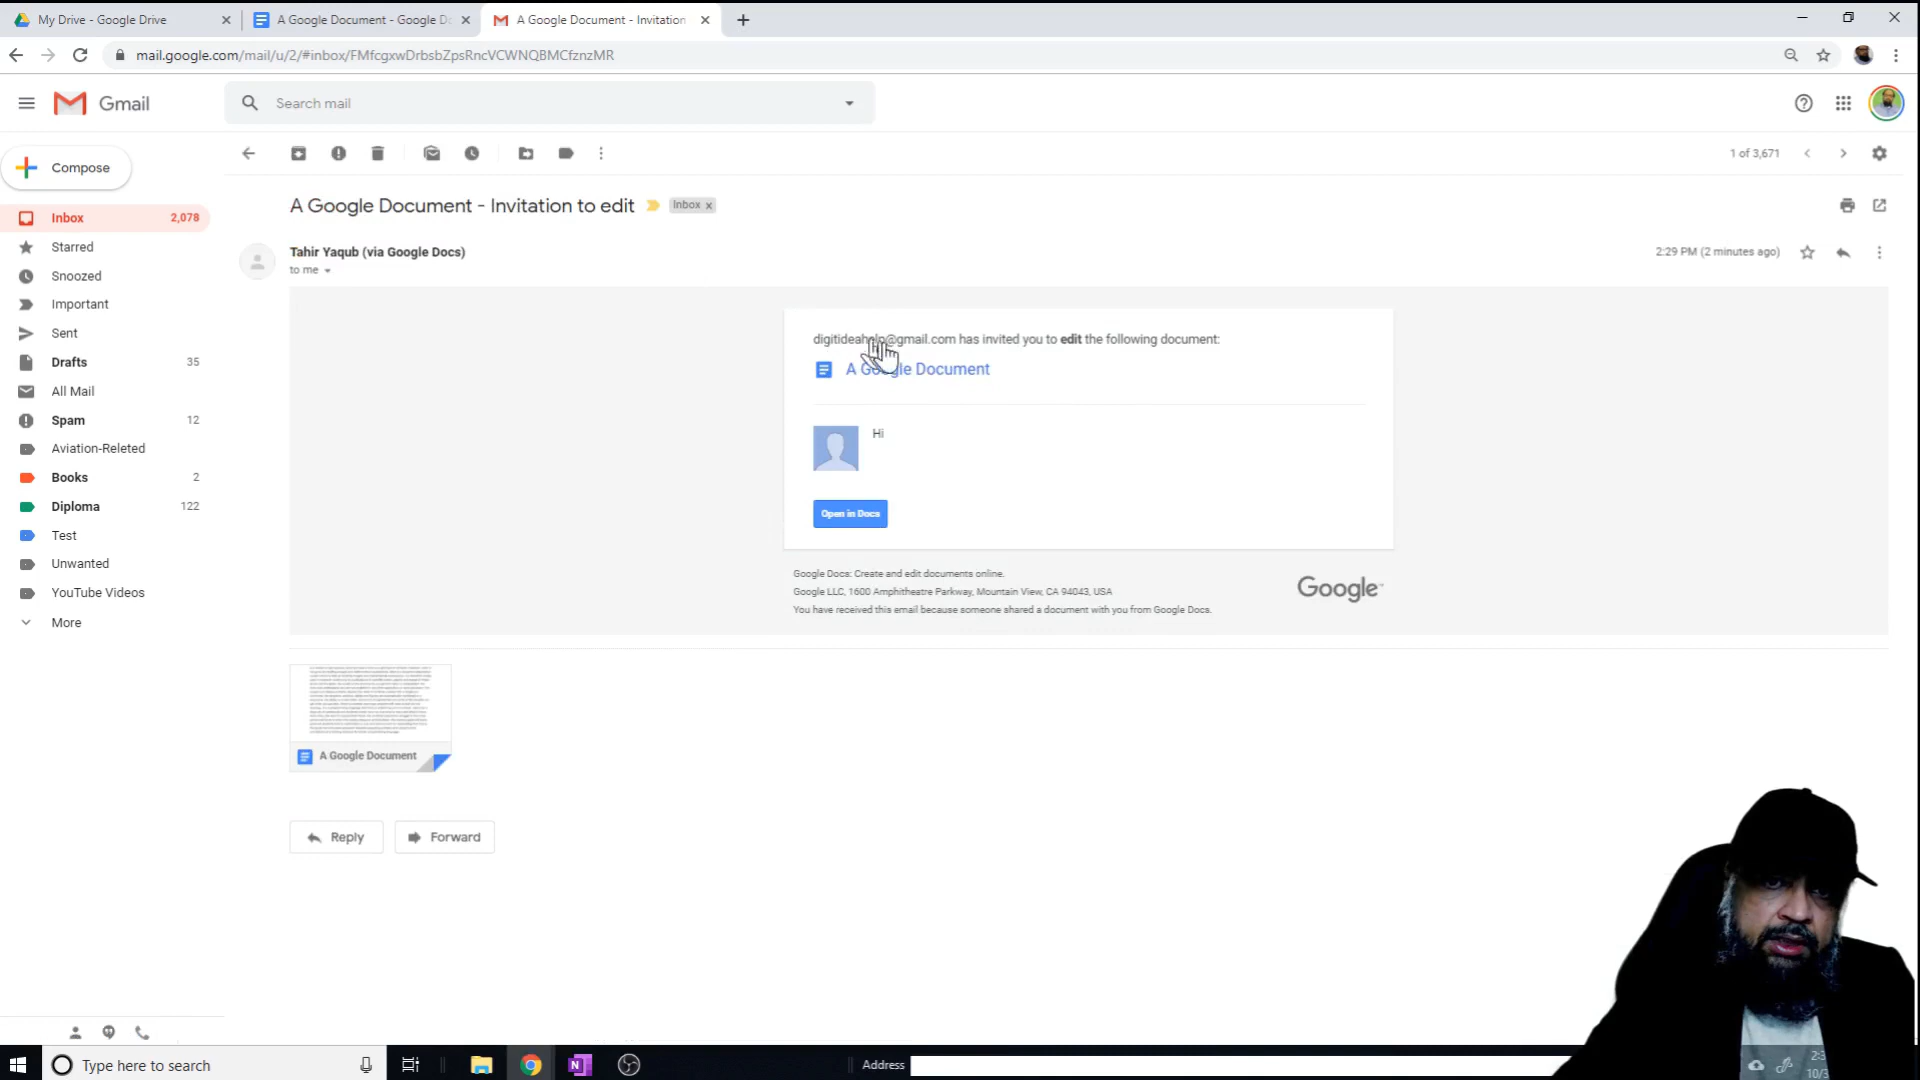 My Drive - Google Drive
A Google Document - Google Do
A Google Document - Invitation
mail.google.com/mail/u/2/#inbox/FMfcgxwDrbsbZpsRncVCWNQBMCfznzMR
Gmail
Search mail
Compose
1 of 3,671
Inbox 2,078
Starred
Snoozed
Important
Sent
Drafts 35
All Mail
Spam 12
Aviation-Releted
Books 2
Diploma 122
Test
Unwanted
YouTube Videos
More
A Google Document - Invitation to edit Inbox x
Tahir Yaqub (via Google Docs)
to me
2:29 PM (2 minutes ago)
digitideahelp@gmail.com has invited you to edit the following document:
A Google Document
Hi
Open in Docs
Google Docs: Create and edit documents online.
Google LLC, 1600 Amphitheatre Parkway, Mountain View, CA 94043, USA
You have received this email because someone shared a document with you from Google Docs.
Google
A Google Document
Reply
Forward
Type here to search
Address